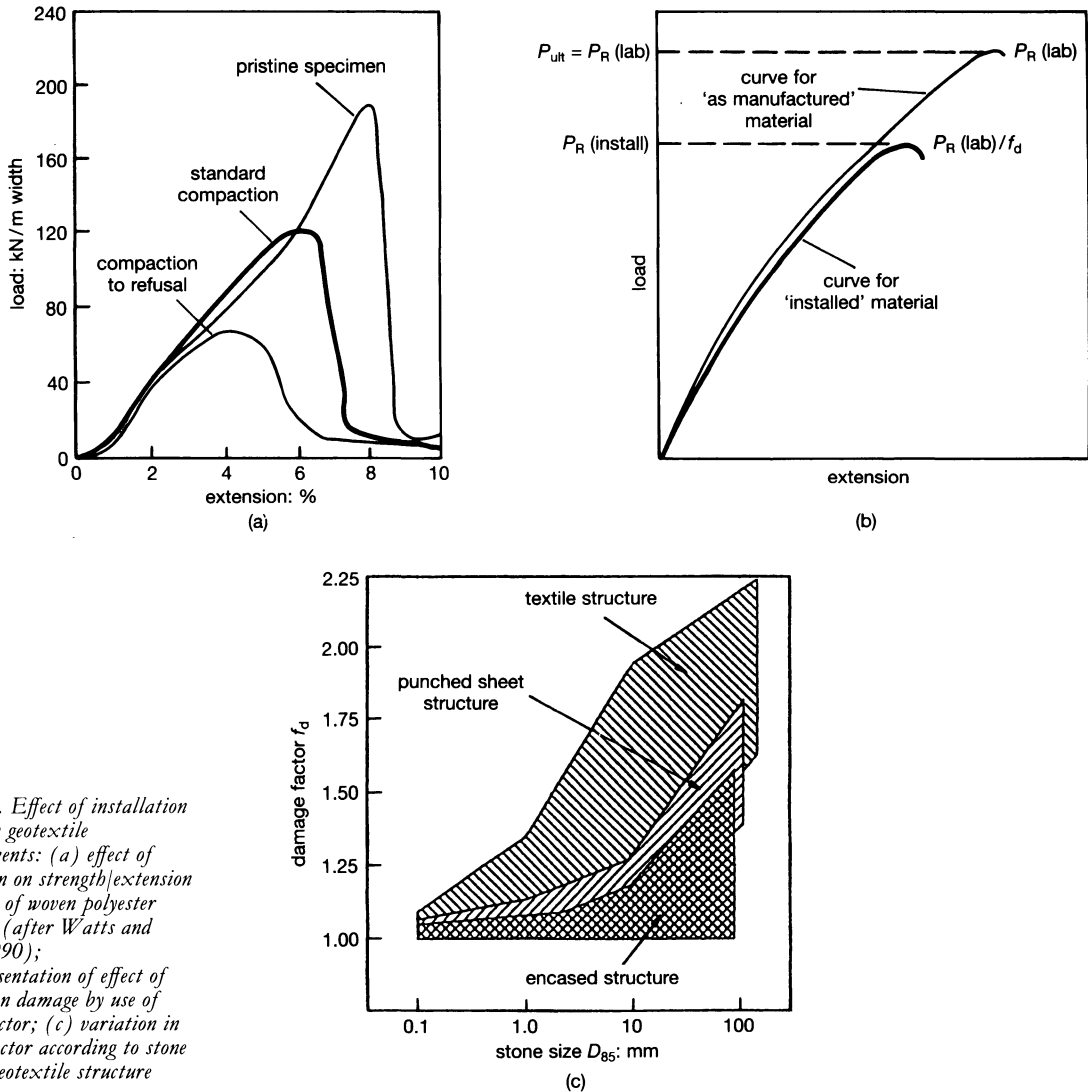 240
200
160
120
80
40
0
load: kN/m width
pristine specimen
standard
compaction
compaction
to refusal
0 2 4 6 8 10
extension: %
(a)
P_ult = P_R (lab)
P_R (lab)
curve for
'as manufactured'
material
P_R (install)
P_R (lab)/f_d
curve for
'installed' material
load
extension
(b)
2.25
2.00
1.75
1.50
1.25
1.00
damage factor f_d
textile structure
punched sheet
structure
encased structure
0.1 1.0 10 100
stone size D_85: mm
(c)
. Effect of installation
geotextile
ents: (a) effect of
n on strength/extension
of woven polyester
(after Watts and
90);
sentation of effect of
n damage by use of
ctor; (c) variation in
ctor according to stone
eotextile structure